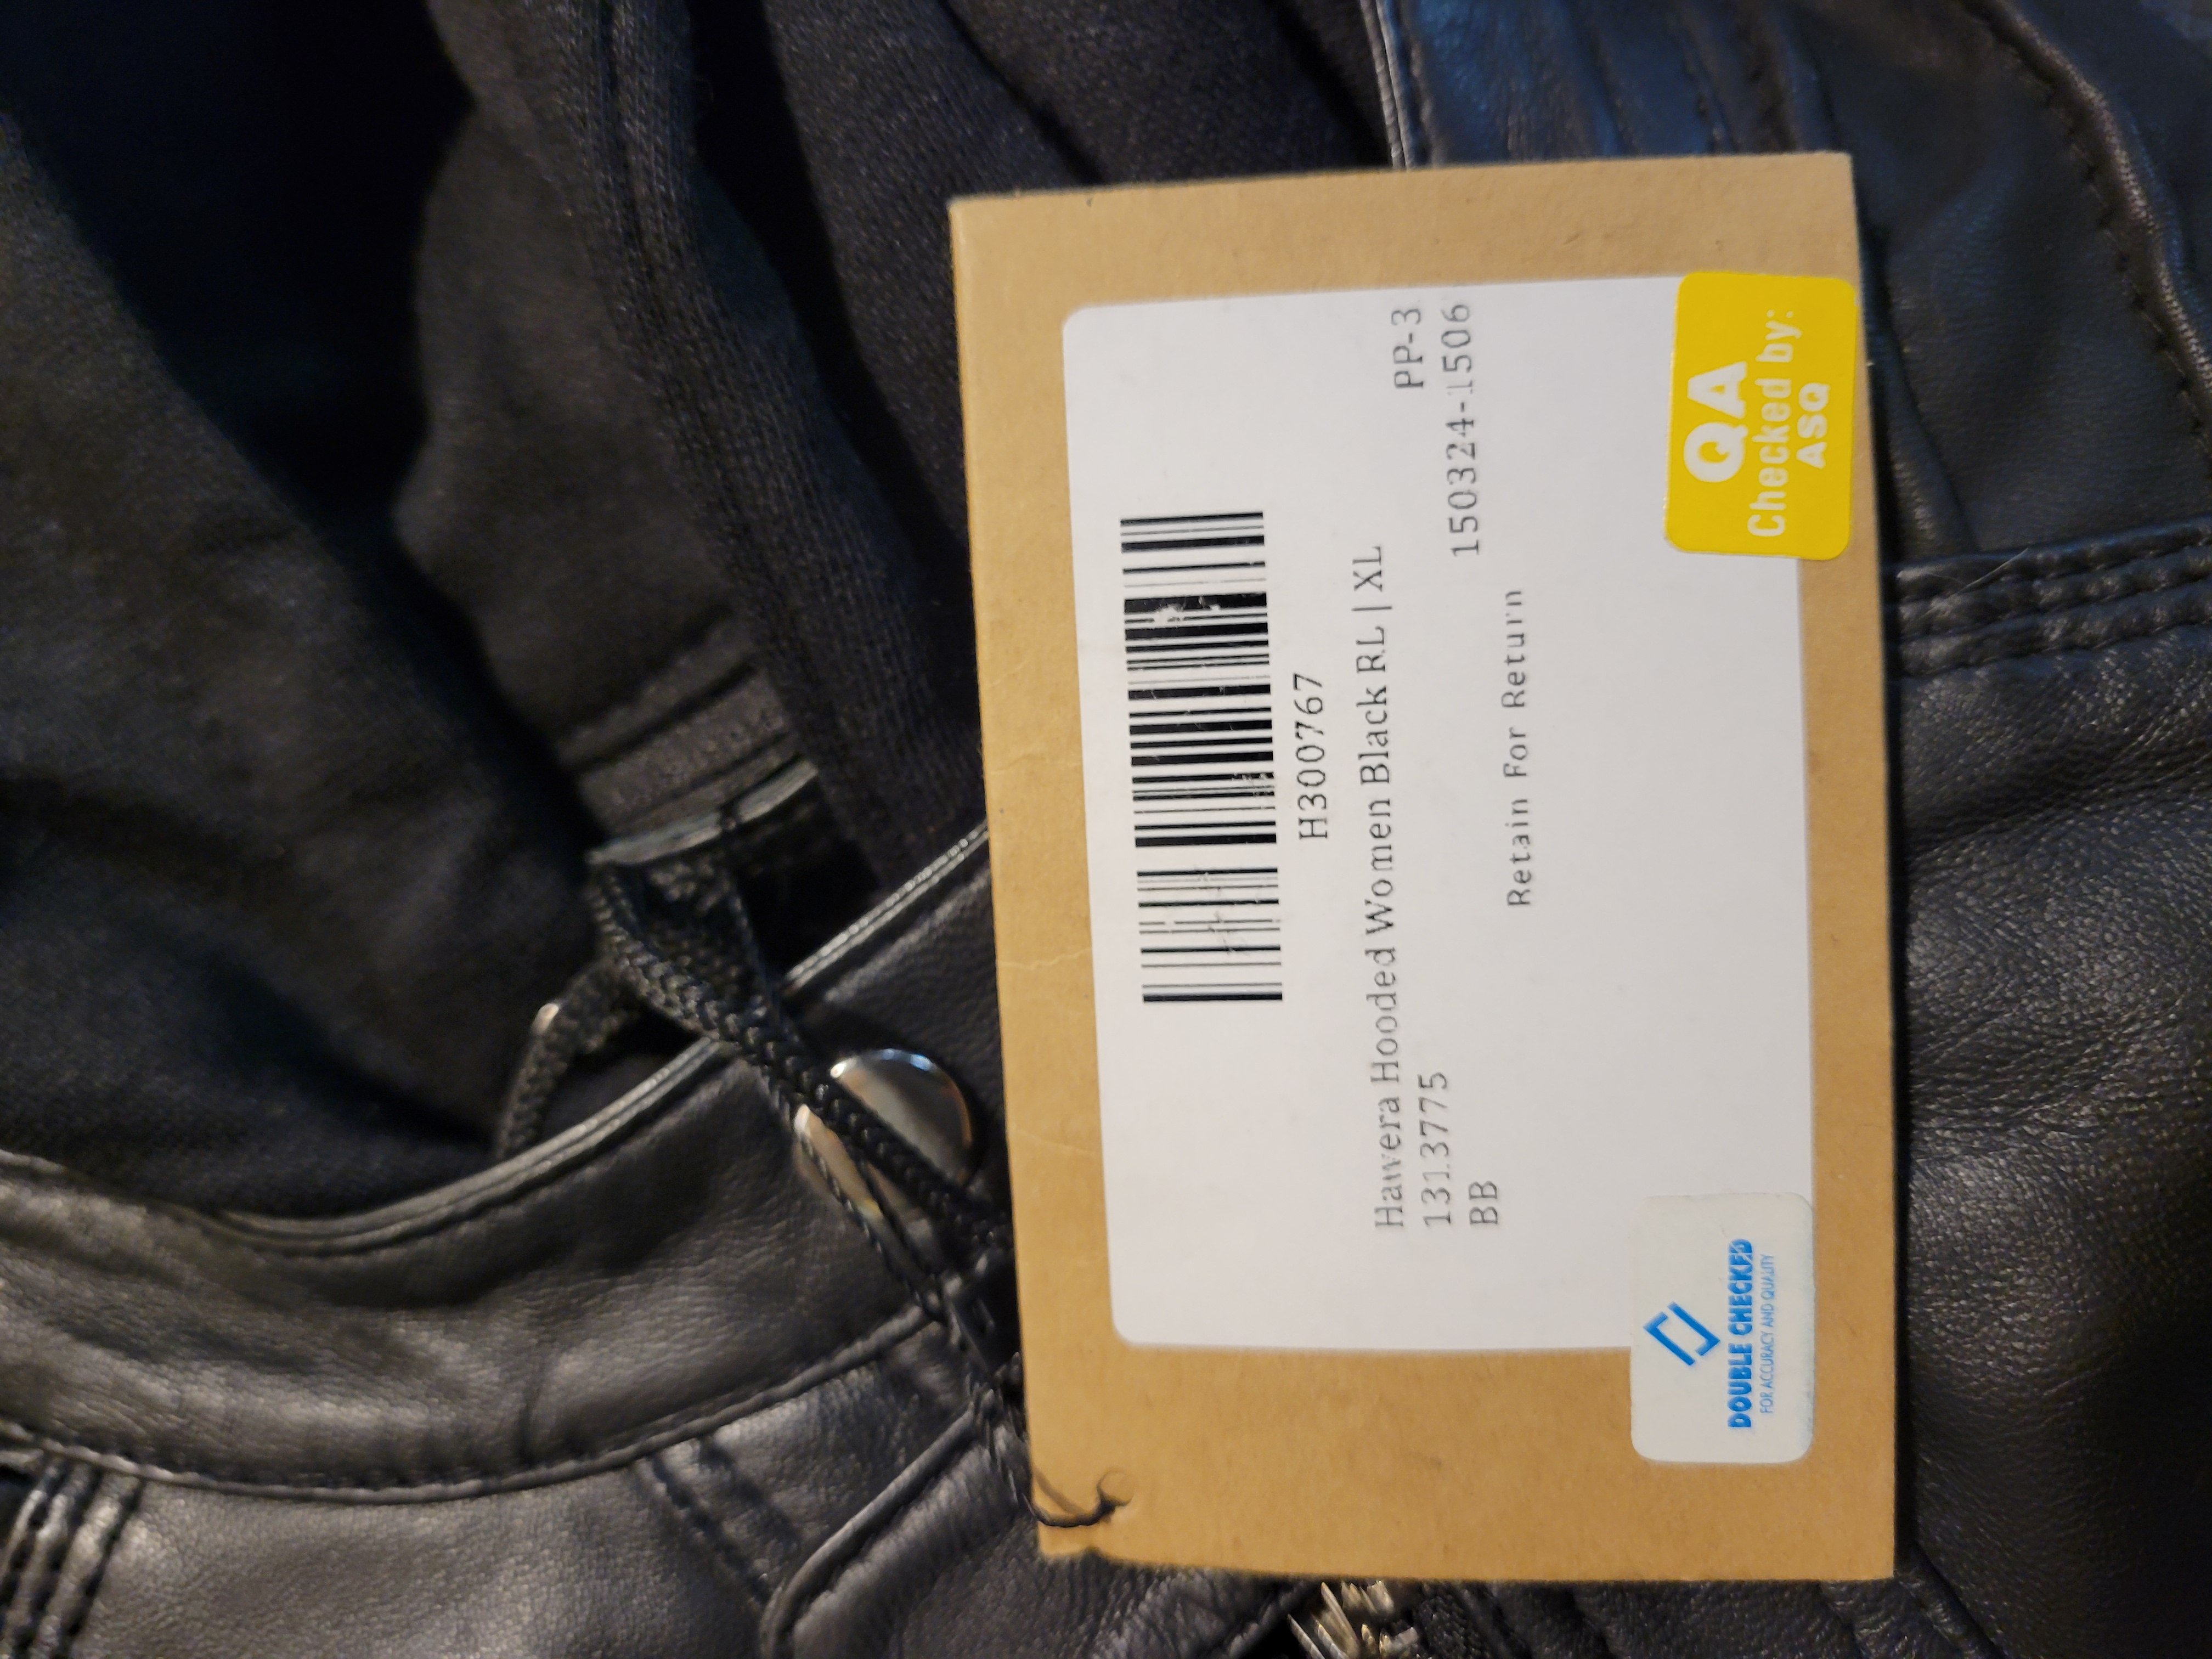 H300767
Hawera Hooded Women Black RL | XL
13137775 PP-3
BB 150324-1506
Retain For Return
DOUBLE CHECKED
FOR ACCURACY AND QUALITY
QA
Checked by:
ASQ